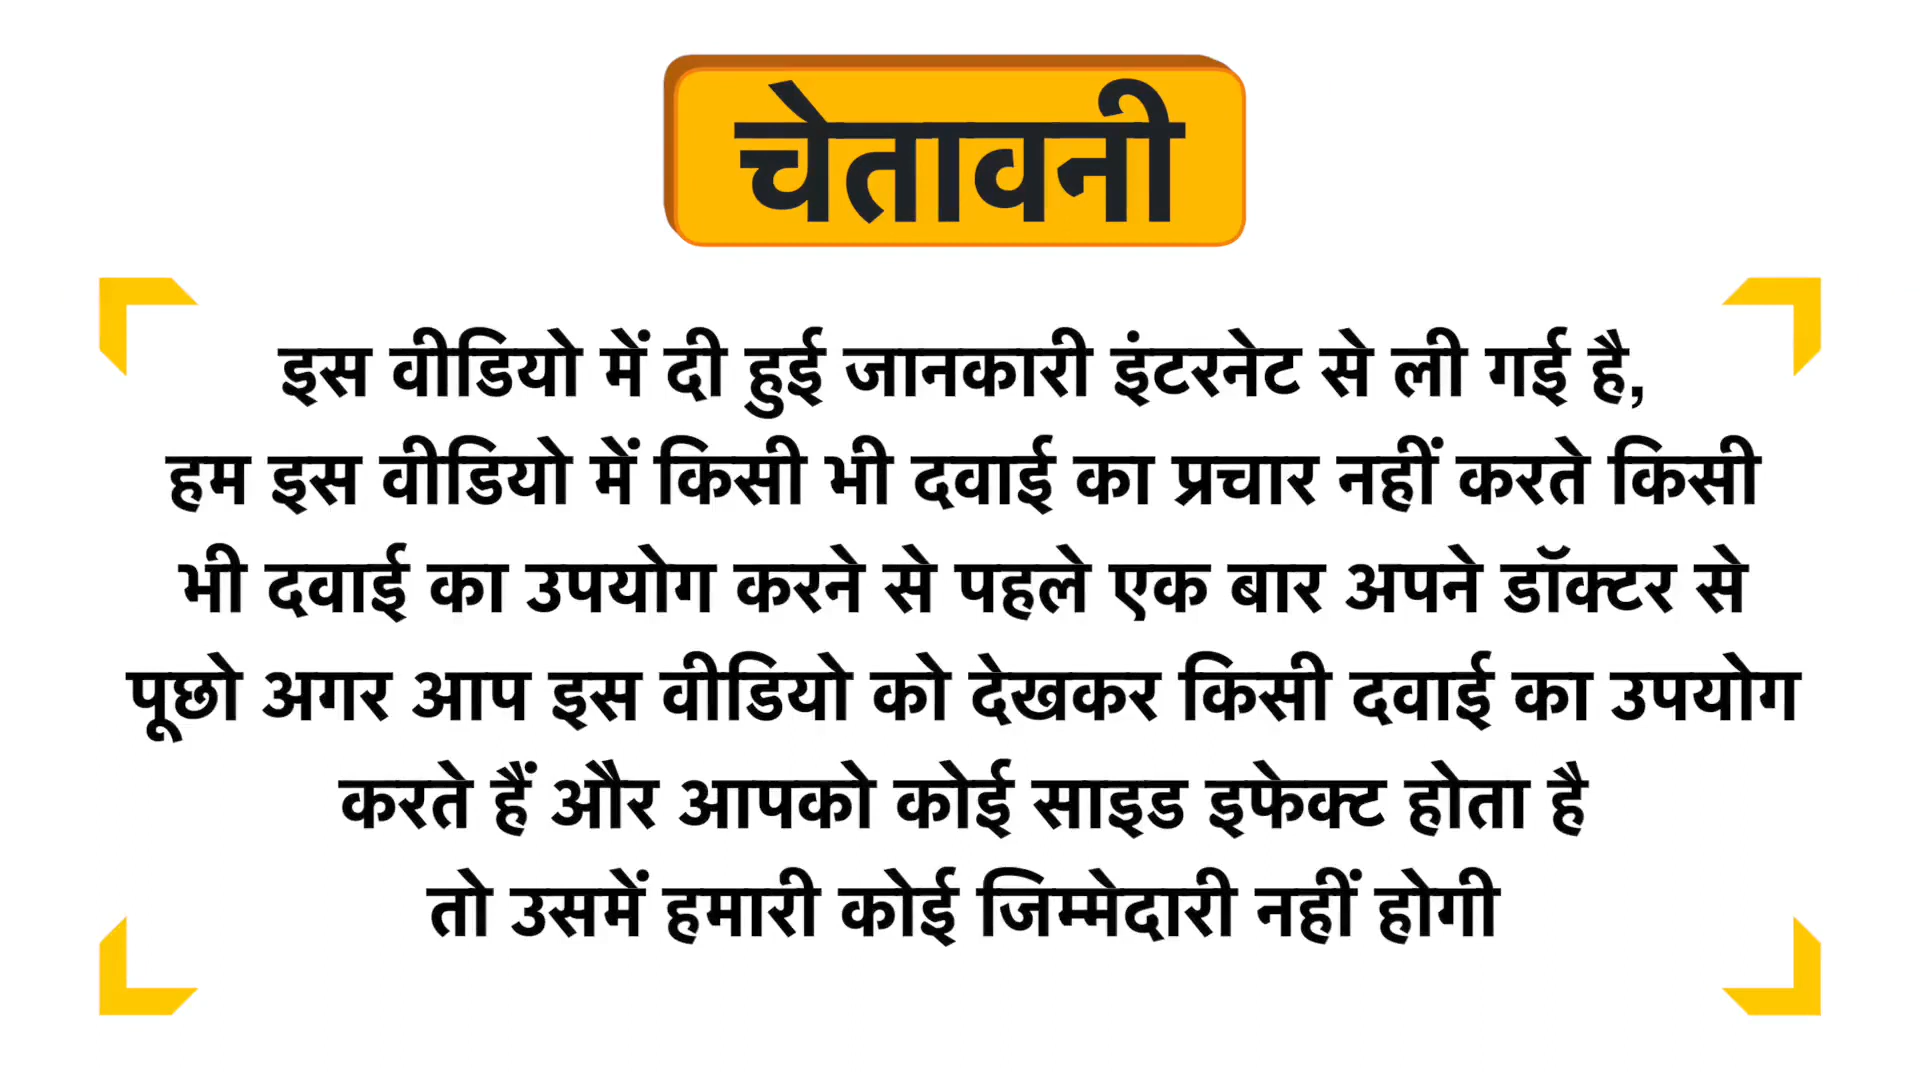 चेतावनी
इस वीडियो में दी हुई जानकारी इंटरनेट से ली गई है,
हम इस वीडियो में किसी भी दवाई का प्रचार नहीं करते किसी
भी दवाई का उपयोग करने से पहले एक बार अपने डॉक्टर से
पूछो अगर आप इस वीडियो को देखकर किसी दवाई का उपयोग
करते हैं और आपको कोई साइड इफेक्ट होता है
तो उसमें हमारी कोई जिम्मेदारी नहीं होगी